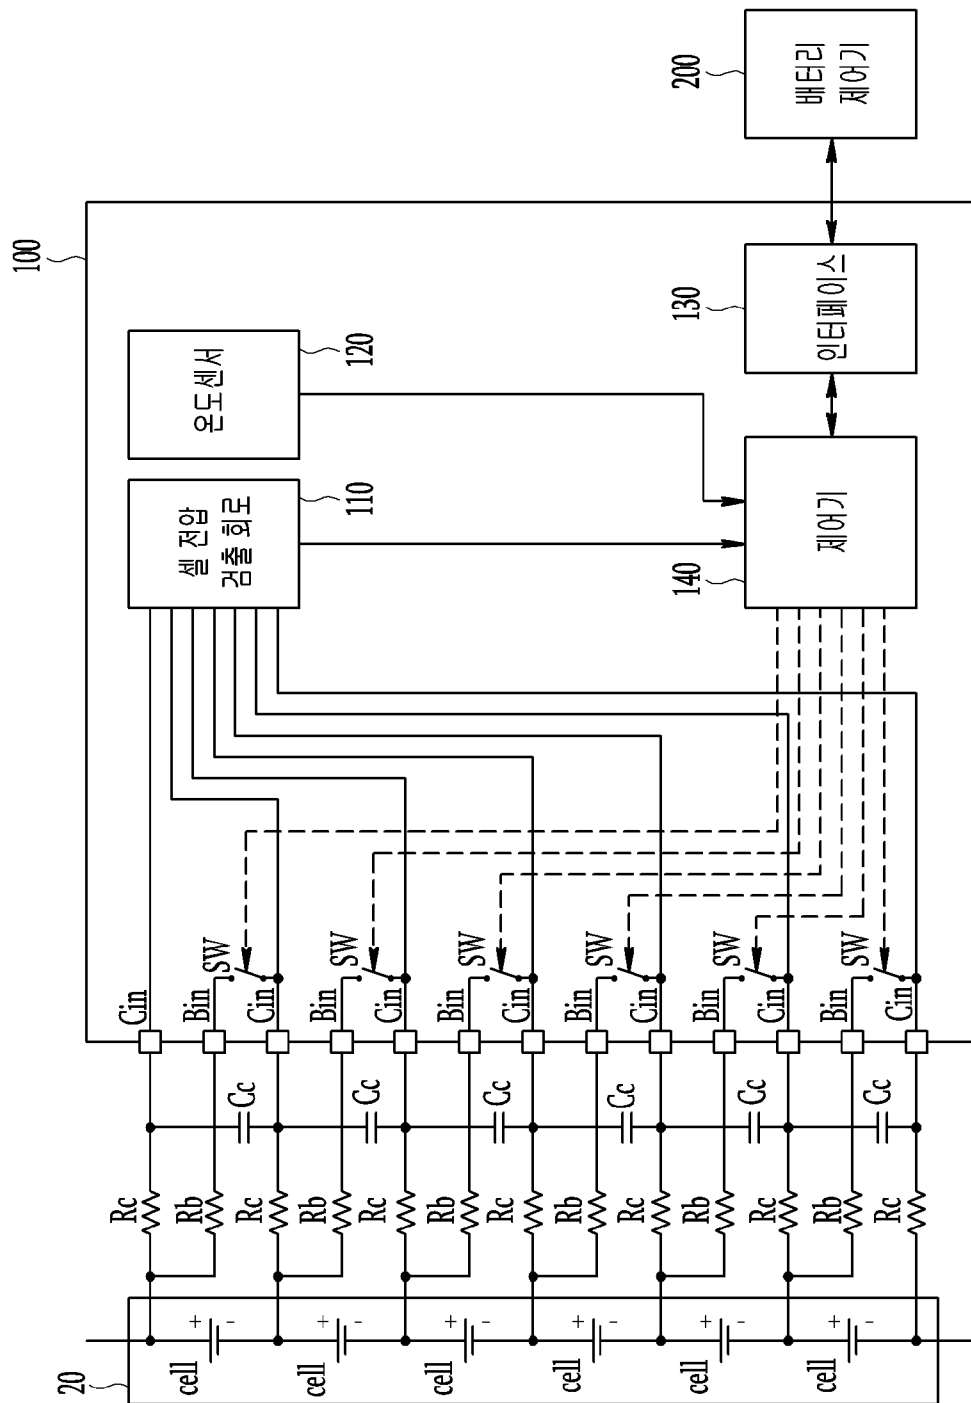 200
배터리
제어기
100
130
인터페이스
120
온도센서
110
셀 전압
검출 회로
140
제어기
Cin
Bin
SW
Cin
Bin
SW
Cin
Bin
SW
Cin
Bin
SW
Cin
Bin
SW
Cin
Bin
SW
Cin
Cc
Cc
Cc
Cc
Cc
Cc
Rc
Rb
Rc
Rb
Rc
Rb
Rc
Rb
Rc
Rb
Rc
Rb
Rc
20
+ -
cell
+ -
cell
+ -
cell
+ -
cell
+ -
cell
+ -
cell